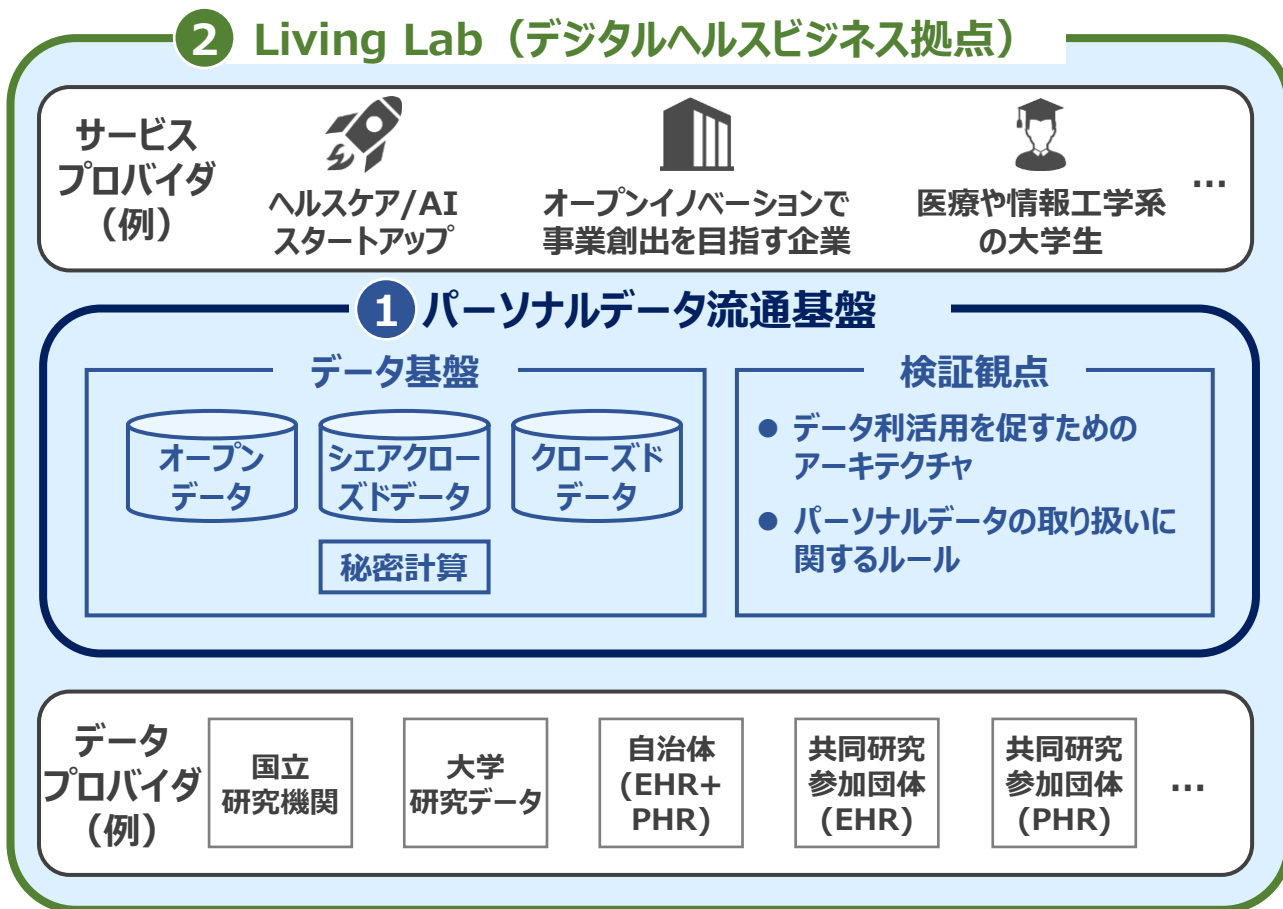 2 Living Lab（デジタルヘルスビジネス拠点）
サービス
プロバイダ
（例）
ヘルスケア/AI
スタートアップ
オープンイノベーションで
事業創出を目指す企業
医療や情報工学系
の大学生
…
1 パーソナルデータ流通基盤
データ基盤
オープン
データ
シェアクロー
ズドデータ
クローズド
データ
秘密計算
検証観点
● データ利活用を促すための
アーキテクチャ
● パーソナルデータの取り扱いに
関するルール
データ
プロバイダ
（例）
国立
研究機関
大学
研究データ
自治体
(EHR+
PHR)
共同研究
参加団体
(EHR)
共同研究
参加団体
(PHR)
…